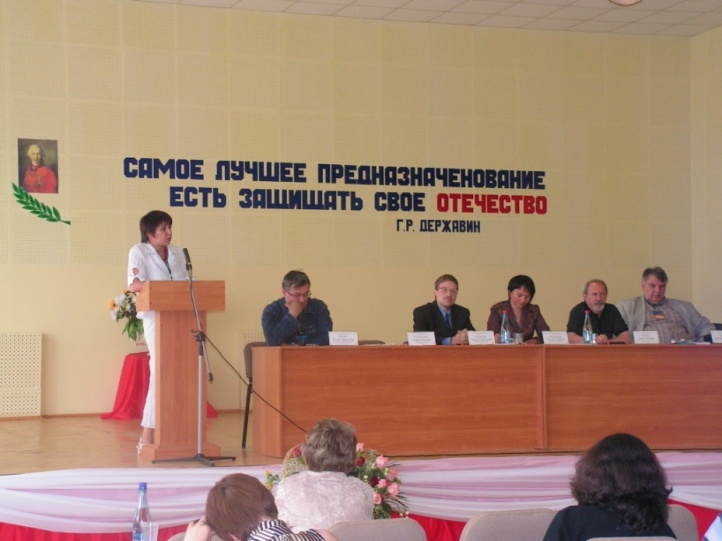 САМОЕ ЛУЧШЕЕ ПРЕДНАЗНАЧЕНОВАНИЕ
ЕСТЬ ЗАЩИЩАТЬ СВОЕ ОТЕЧЕСТВО
Г.Р. ДЕРЖАВИН